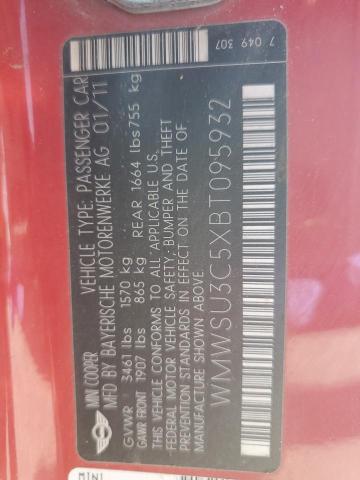 MINI COOPER
VEHICLE TYPE: PASSENGER CAR
MFD BY BAYERISCHE MOTORENWERKE AG 01/11
GVWR 3461 lbs 1570 kg
GAWR FRONT 1907 lbs 865 kg REAR 1664 lbs 755 kg
THIS VEHICLE CONFORMS TO ALL APPLICABLE U.S.
FEDERAL MOTOR VEHICLE SAFETY, BUMPER AND THEFT
PREVENTION STANDARDS IN EFFECT ON THE DATE OF
MANUFACTURE SHOWN ABOVE.
WMWSU3C5XBT095932
7 049 307
MINI